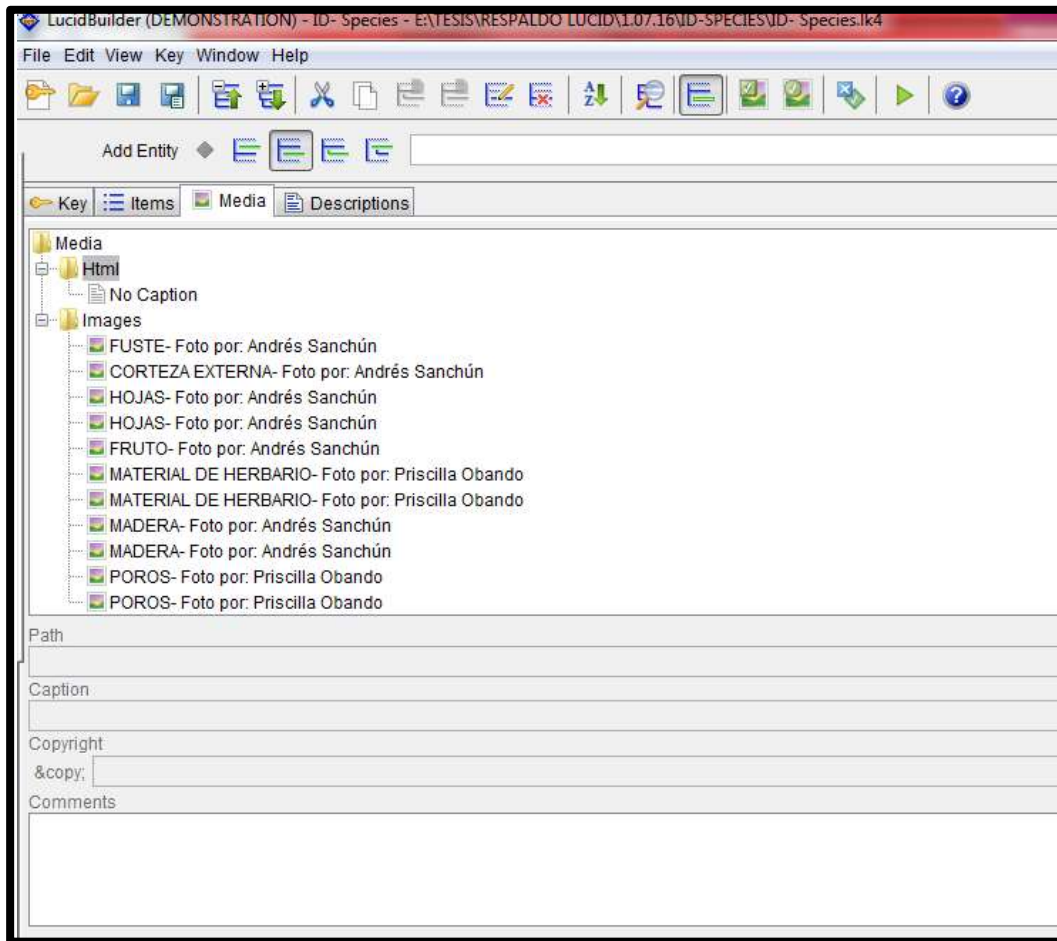 LucidBuilder (DEMONSTRATION) - ID- Species - E:\TESIS\RESPALDO LUCID\1.07.16\ID-SPECIES\ID- Species.lk4
File Edit View Key Window Help
Add Entity
Key Items Media Descriptions
Media
Html
No Caption
Images
FUSTE- Foto por: Andrés Sanchún
CORTEZA EXTERNA- Foto por: Andrés Sanchún
HOJAS- Foto por: Andrés Sanchún
HOJAS- Foto por: Andrés Sanchún
FRUTO- Foto por: Andrés Sanchún
MATERIAL DE HERBARIO- Foto por: Priscilla Obando
MATERIAL DE HERBARIO- Foto por: Priscilla Obando
MADERA- Foto por: Andrés Sanchún
MADERA- Foto por: Andrés Sanchún
POROS- Foto por: Priscilla Obando
POROS- Foto por: Priscilla Obando
Path
Caption
Copyright
&copy;
Comments